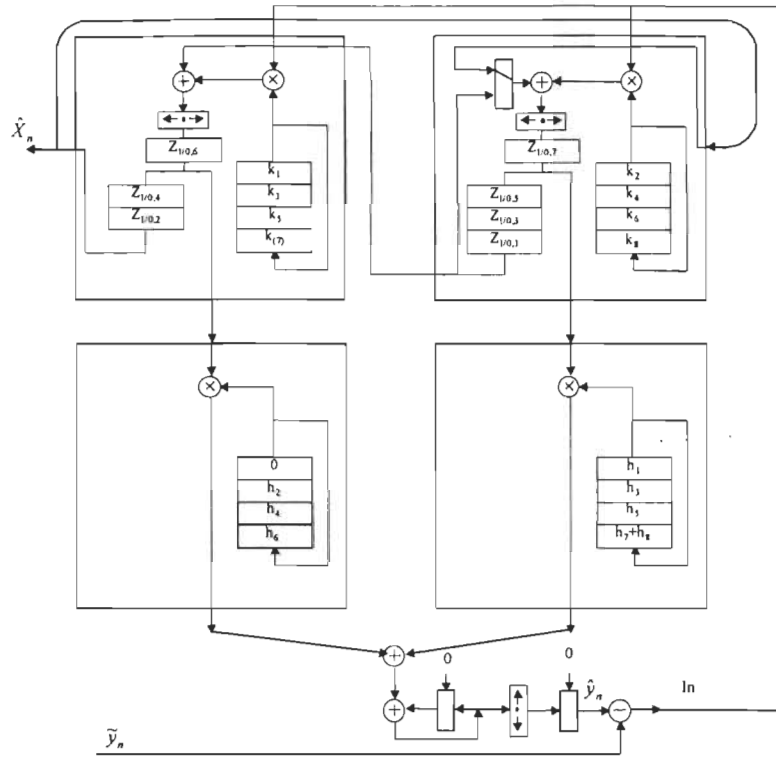 X̂ₙ
Z₁/₀,₆
Z₁/₀,₄
Z₁/₀,₂
k₁
k₃
k₅
k₍₇₎
Z₁/₀,₇
Z₁/₀,₅
Z₁/₀,₃
Z₁/₀,₁
k₂
k₄
k₆
k₈
0
h₂
h₄
h₆
h₁
h₃
h₅
h₇+h₈
0
0
ŷₙ
In
ỹₙ